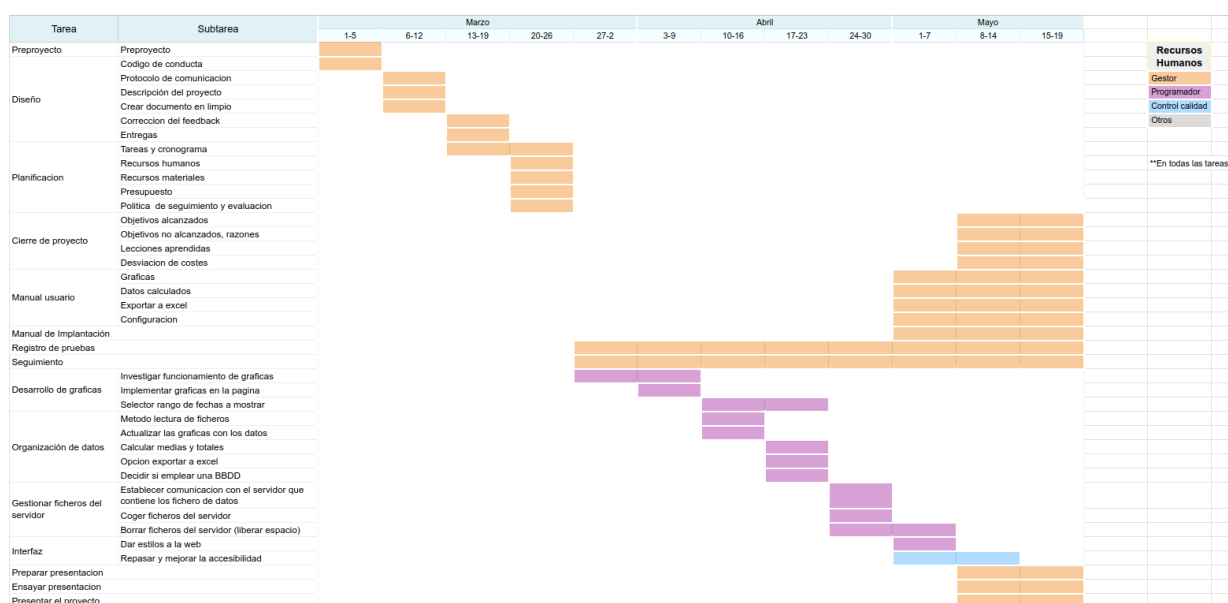 Tarea Subtarea Marzo Abril Mayo
1-5 6-12 13-19 20-26 27-2 3-9 10-16 17-23 24-30 1-7 8-14 15-19
Preproyecto Preproyecto
Diseño
Codigo de conducta
Protocolo de comunicacion
Descripción del proyecto
Crear documento en limpio
Correccion del feedback
Entregas
Planificacion
Tareas y cronograma
Recursos humanos
Recursos materiales
Presupuesto
Politica de seguimiento y evaluacion
Cierre de proyecto
Objetivos alcanzados
Objetivos no alcanzados, razones
Lecciones aprendidas
Desviacion de costes
Manual usuario
Graficas
Datos calculados
Exportar a excel
Configuracion
Manual de Implantación
Registro de pruebas
Seguimiento
Desarrollo de graficas
Investigar funcionamiento de graficas
Implementar graficas en la pagina
Selector rango de fechas a mostrar
Organización de datos
Metodo lectura de ficheros
Actualizar las graficas con los datos
Calcular medias y totales
Opcion exportar a excel
Decidir si emplear una BBDD
Gestionar ficheros del
servidor
Establecer comunicacion con el servidor que
contiene los fichero de datos
Coger ficheros del servidor
Borrar ficheros del servidor (liberar espacio)
Interfaz
Dar estilos a la web
Repasar y mejorar la accesibilidad
Preparar presentacion
Ensayar presentacion
Presentar el proyecto
Recursos
Humanos
Gestor
Programador
Control calidad
Otros
**En todas las tareas